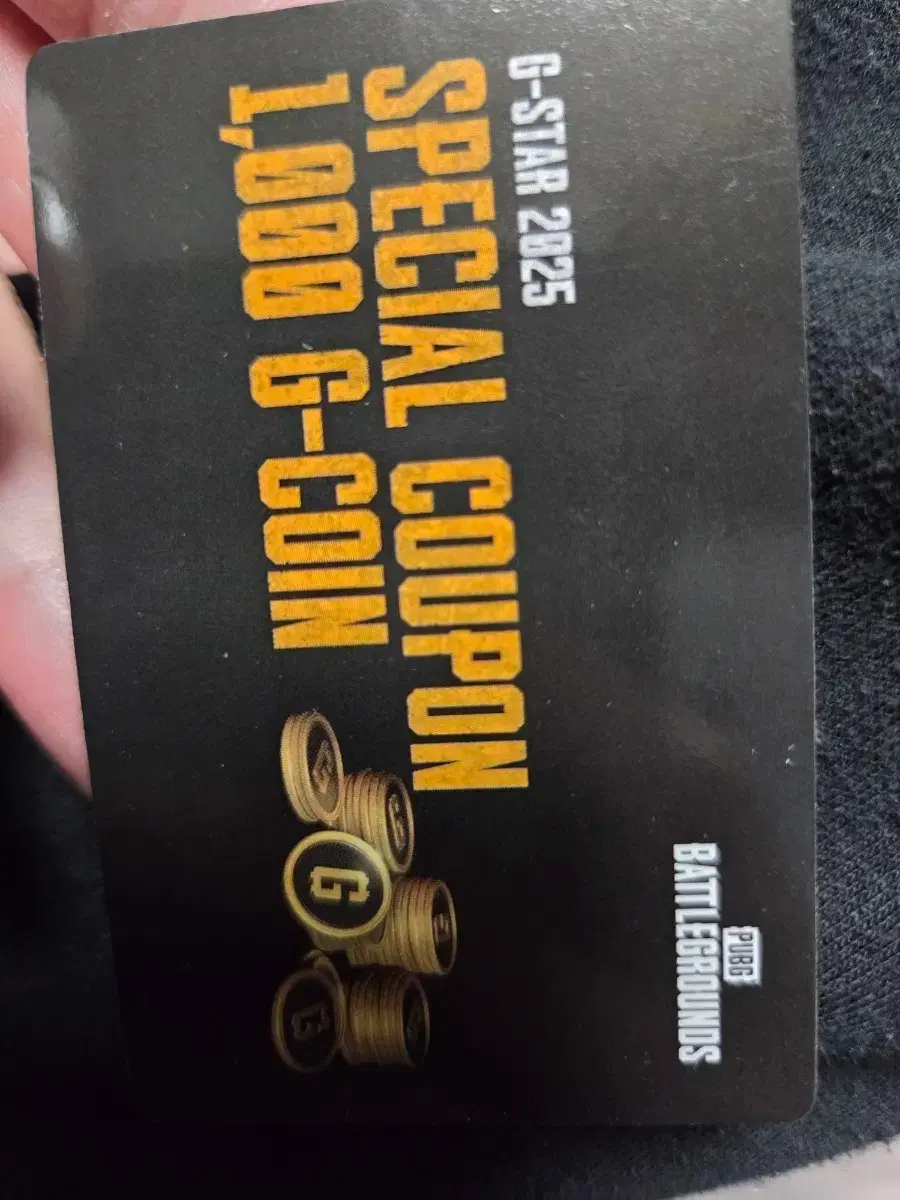 G-STAR 2025
SPECIAL COUPON
1,000 G-COIN
PUBG
BATTLEGROUNDS
G
G